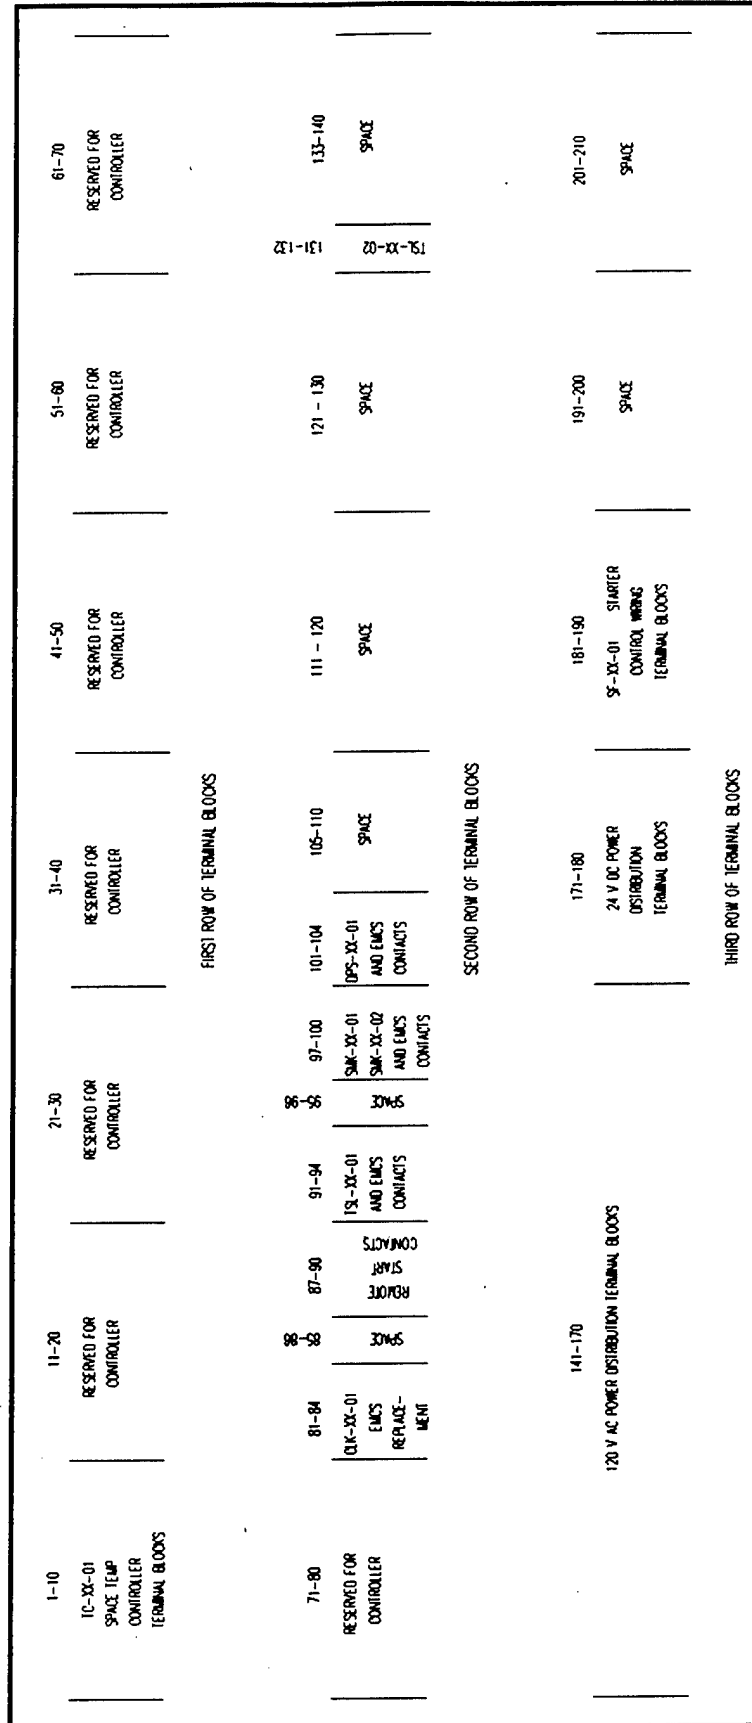 1-10
TC-XX-01
SPACE TEMP
CONTROLLER
TERMINAL BLOCKS
11-20
RESERVED FOR
CONTROLLER
21-30
RESERVED FOR
CONTROLLER
31-40
RESERVED FOR
CONTROLLER
41-50
RESERVED FOR
CONTROLLER
51-60
RESERVED FOR
CONTROLLER
61-70
RESERVED FOR
CONTROLLER
FIRST ROW OF TERMINAL BLOCKS
71-80
RESERVED FOR
CONTROLLER
81-84
CLK-XX-01
EMCS
REPLACE-
MENT
85-86
SPACE
87-90
REMOTE
START
CONTACTS
91-94
TSL-XX-01
AND EMCS
CONTACTS
95-96
SPACE
97-100
SMK-XX-01
SMK-XX-02
AND EMCS
CONTACTS
101-104
DPS-XX-01
AND EMCS
CONTACTS
105-110
SPACE
111 - 120
SPACE
121 - 130
SPACE
131-132
TSL-XX-02
133-140
SPACE
SECOND ROW OF TERMINAL BLOCKS
141-170
120 V AC POWER DISTRIBUTION TERMINAL BLOCKS
171-180
24 V DC POWER
DISTRIBUTION
TERMINAL BLOCKS
181-190
SF-XX-01 STARTER
CONTROL WIRING
TERMINAL BLOCKS
191-200
SPACE
201-210
SPACE
THIRD ROW OF TERMINAL BLOCKS